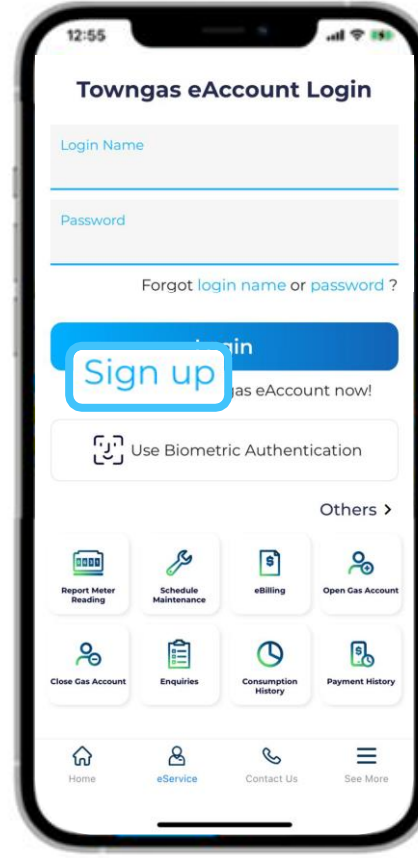 12:55
Towngas eAccount Login
Login Name
Password
Forgot login name or password ?
Sign up
gas eAccount now!
Use Biometric Authentication
Others >
Report Meter Reading
Schedule Maintenance
eBilling
Open Gas Account
Close Gas Account
Enquiries
Consumption History
Payment History
Home
eService
Contact Us
See More